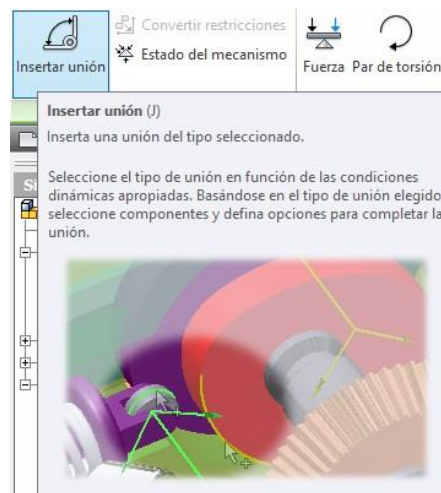 Convertir restricciones
Estado del mecanismo
Insertar unión
Fuerza
Par de torsión
Insertar unión (J)
Inserta una unión del tipo seleccionado.
Seleccione el tipo de unión en función de las condiciones
dinámicas apropiadas. Basándose en el tipo de unión elegido
seleccione componentes y defina opciones para completar la
unión.